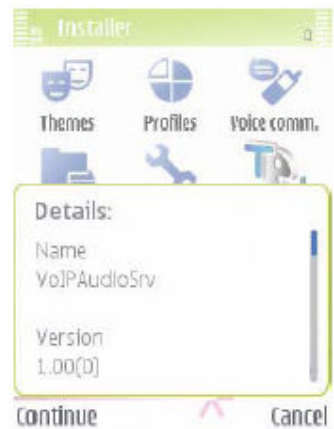 Installer
Themes Profiles Voice comm.
Details:
Name
VoIPAudioSrv
Version
1.00(0)
Continue Cancel